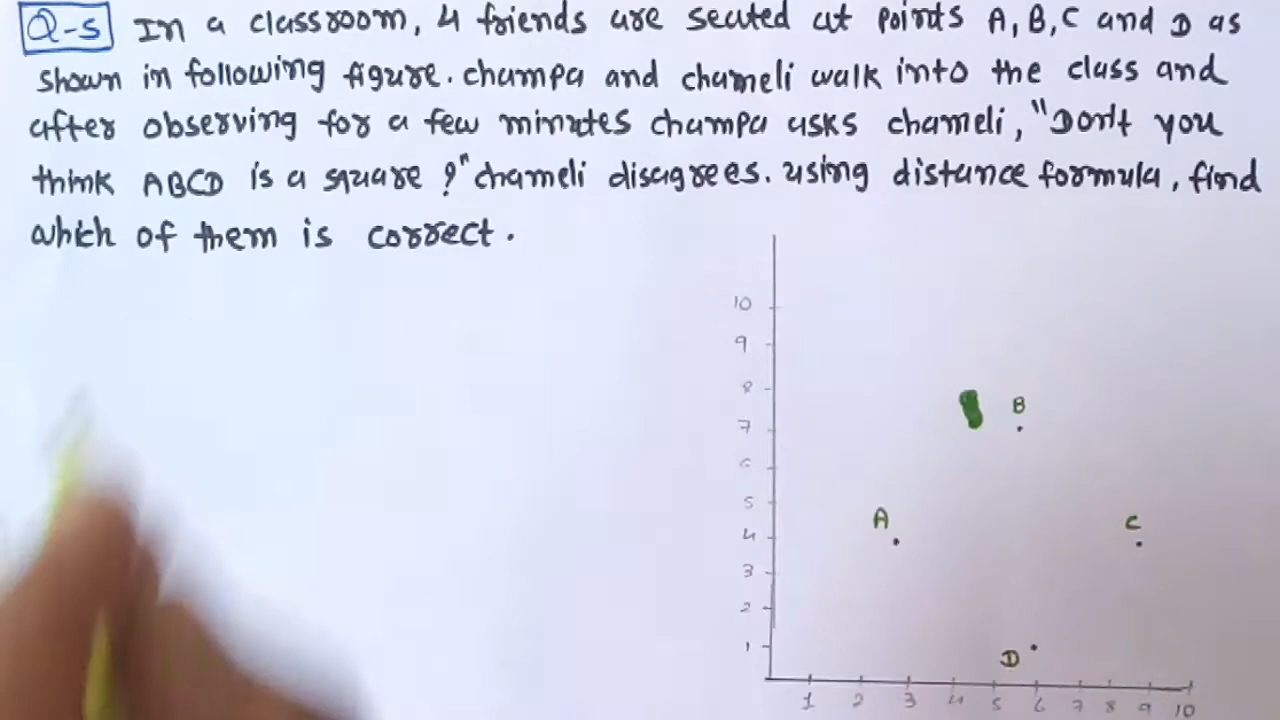 Q-5 In a classroom, 4 friends are seated at points A, B, C and D as
shown in following figure. champa and chameli walk into the class and
after observing for a few minutes champa asks chameli, "Don't you
think ABCD is a square ?" chameli disagrees. using distance formula, find
which of them is correct.
10
9
8
B
7
6
5
A
C
4
3
2
1
D
1 2 3 4 5 6 7 8 9 10